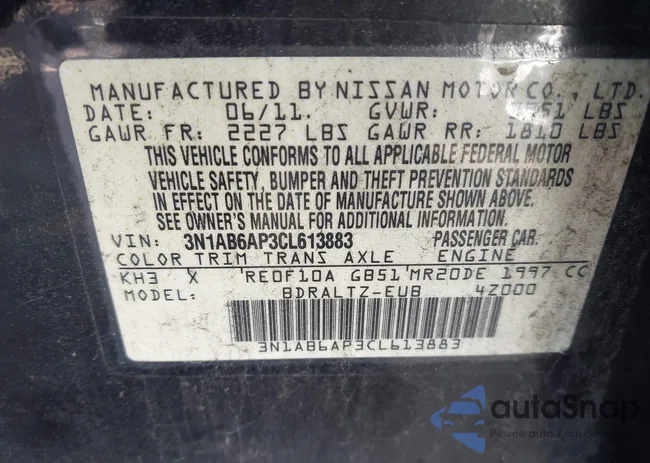 MANUFACTURED BY NISSAN MOTOR CO., LTD.
DATE: 06/11. GVWR: LBS
GAWR FR: 2227 LBS GAWR RR: 1810 LBS
THIS VEHICLE CONFORMS TO ALL APPLICABLE FEDERAL MOTOR
VEHICLE SAFETY, BUMPER AND THEFT PREVENTION STANDARDS
IN EFFECT ON THE DATE OF MANUFACTURE SHOWN ABOVE.
SEE OWNER'S MANUAL FOR ADDITIONAL INFORMATION.
VIN: 3N1AB6AP3CL613883 PASSENGER CAR
COLOR TRIM TRANS AXLE ENGINE
KH3 X RE0F10A GB51 MR20DE 1997 CC
MODEL: BDRALTZ-EUB 4Z000
3N1AB6AP3CL613883
autaSnap
Pewne auta z